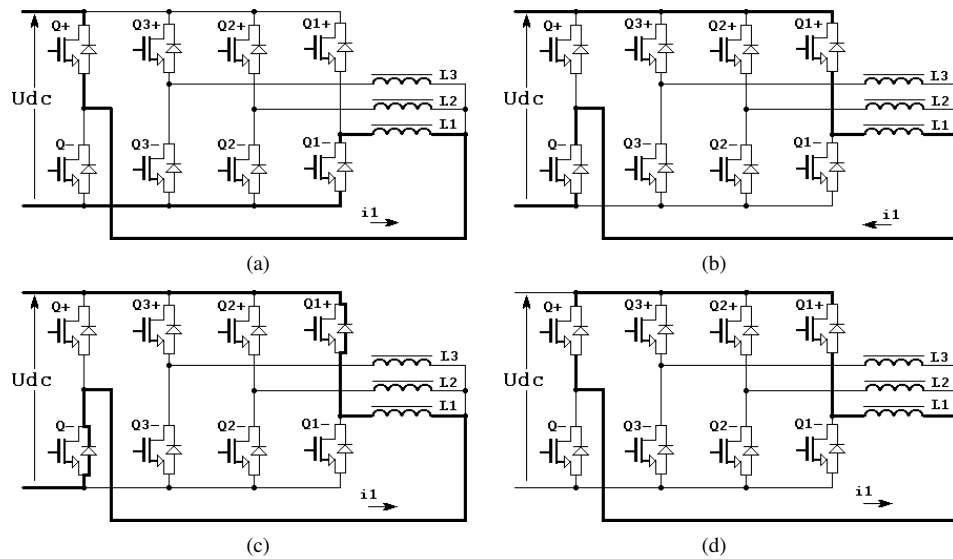 Q+ Q3+ Q2+ Q1+
L3
Udc L2
L1
Q- Q3- Q2- Q1-
i1
(a)
Q+ Q3+ Q2+ Q1+
L3
Udc L2
L1
Q- Q3- Q2- Q1-
i1
(b)
Q+ Q3+ Q2+ Q1+
L3
Udc L2
L1
Q- Q3- Q2- Q1-
i1
(c)
Q+ Q3+ Q2+ Q1+
L3
Udc L2
L1
Q- Q3- Q2- Q1-
i1
(d)